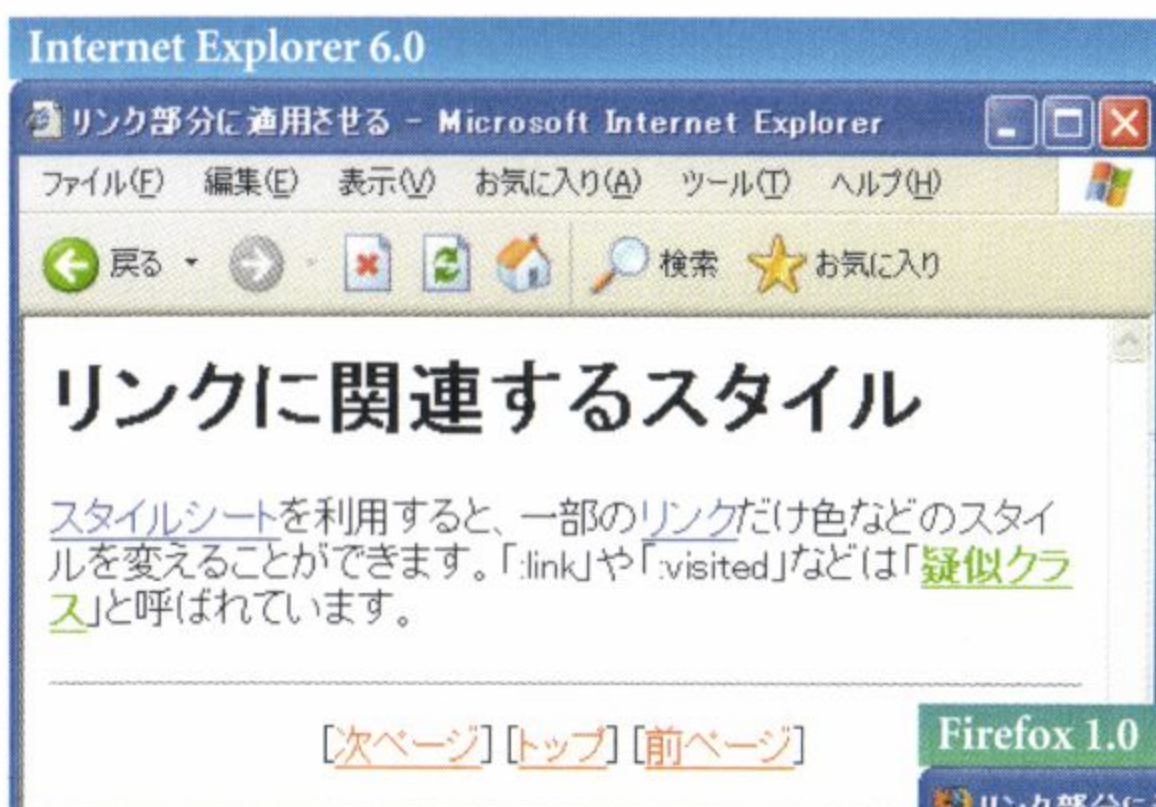 Internet Explorer 6.0
リンク部分に適用させる - Microsoft Internet Explorer
ファイル(F) 編集(E) 表示(V) お気に入り(A) ツール(T) ヘルプ(H)
戻る 検索 お気に入り
リンクに関連するスタイル
スタイルシートを利用すると、一部のリンクだけ色などのスタイ
ルを変えることができます。「:link」や「:visited」などは「疑似クラ
ス」と呼ばれています。
[次ページ] [トップ] [前ページ]
Firefox 1.0
リンク部分に